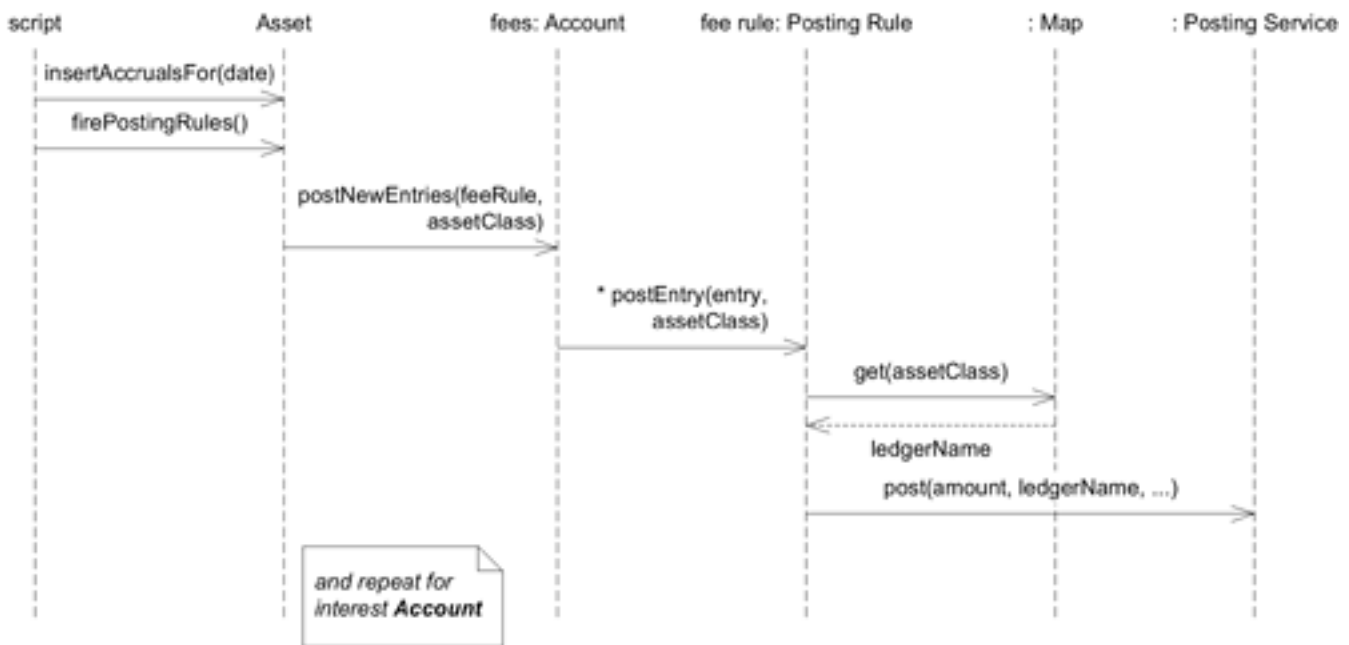 script
Asset
fees: Account
fee rule: Posting Rule
: Map
: Posting Service
insertAccrualsFor(date)
firePostingRules()
postNewEntries(feeRule,
assetClass)
* postEntry(entry,
assetClass)
get(assetClass)
ledgerName
post(amount, ledgerName, ...)
and repeat for
interest Account